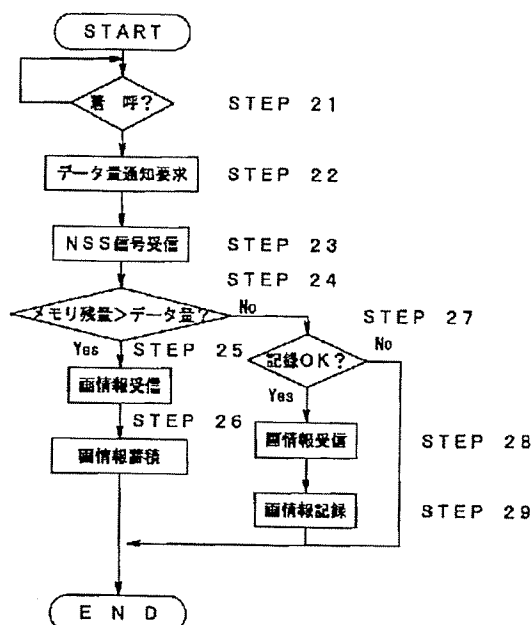 START
着 呼?
STEP 21
データ量通知要求
STEP 22
NSS信号受信
STEP 23
STEP 24
メモリ残量>データ量?
No
STEP 27
Yes
STEP 25
記録OK?
No
画情報受信
Yes
STEP 26
画情報受信
STEP 28
画情報蓄積
画情報記録
STEP 29
END